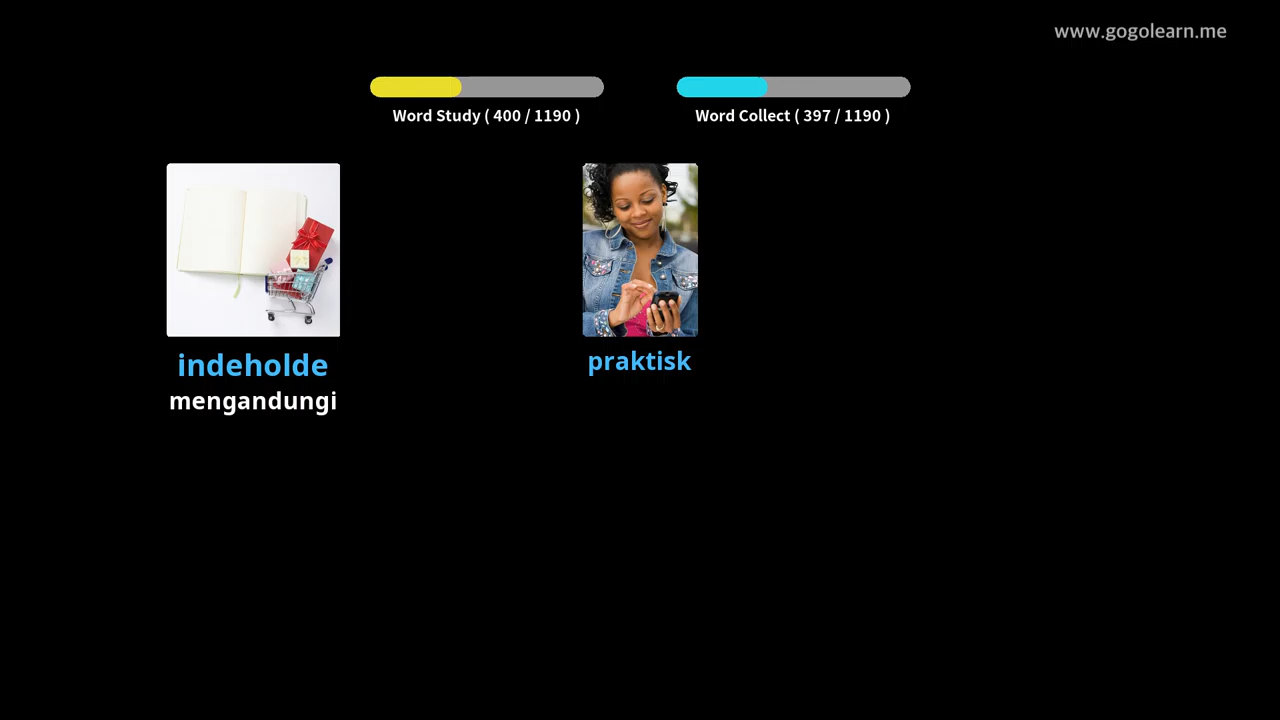 www.gogolearn.me
Word Study ( 400 / 1190 )
Word Collect ( 397 / 1190 )
indeholde
mengandungi
praktisk